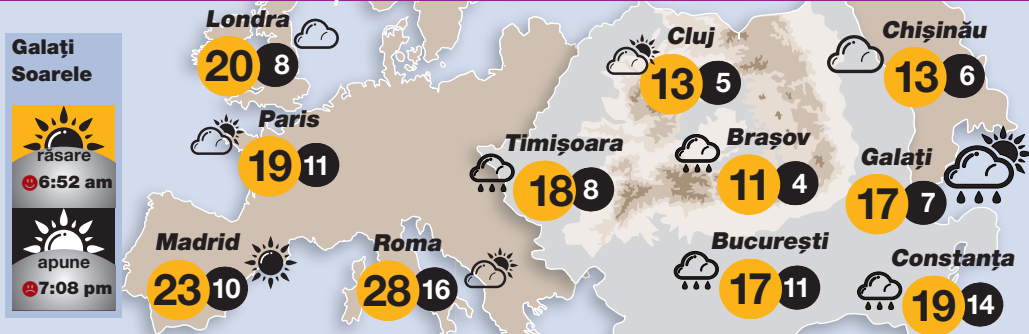 Galați
Soarele
răsare
6:52 am
apune
7:08 pm
Londra
20 8
Paris
19 11
Madrid
23 10
Roma
28 16
Timișoara
18 8
Cluj
13 5
Brașov
11 4
București
17 11
Chișinău
13 6
Galați
17 7
Constanța
19 14